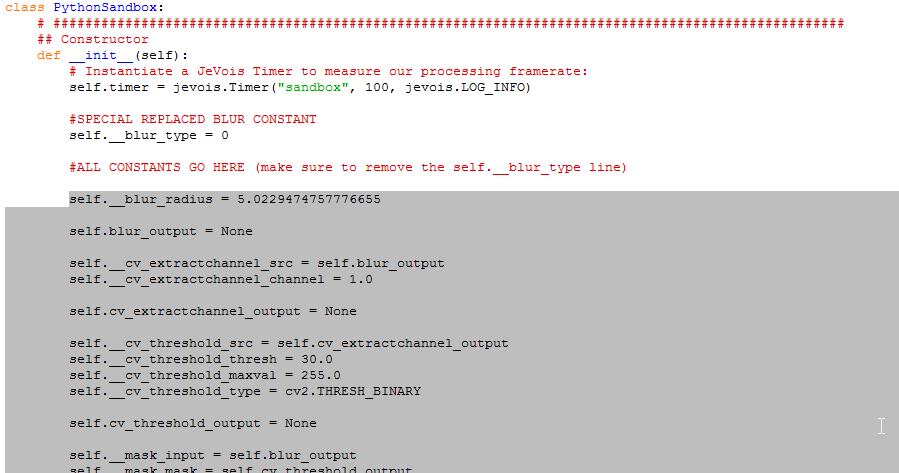 class PythonSandbox:
# ###################################################################################################
## Constructor
def __init__(self):
# Instantiate a JeVois Timer to measure our processing framerate:
self.timer = jevois.Timer("sandbox", 100, jevois.LOG_INFO)
#SPECIAL REPLACED BLUR CONSTANT
self.__blur_type = 0
#ALL CONSTANTS GO HERE (make sure to remove the self.__blur_type line)
self.__blur_radius = 5.0229474757776655
self.blur_output = None
self.__cv_extractchannel_src = self.blur_output
self.__cv_extractchannel_channel = 1.0
self.cv_extractchannel_output = None
self.__cv_threshold_src = self.cv_extractchannel_output
self.__cv_threshold_thresh = 30.0
self.__cv_threshold_maxval = 255.0
self.__cv_threshold_type = cv2.THRESH_BINARY
self.cv_threshold_output = None
self.__mask_input = self.blur_output
self.__mask_mask = self.cv_threshold_output